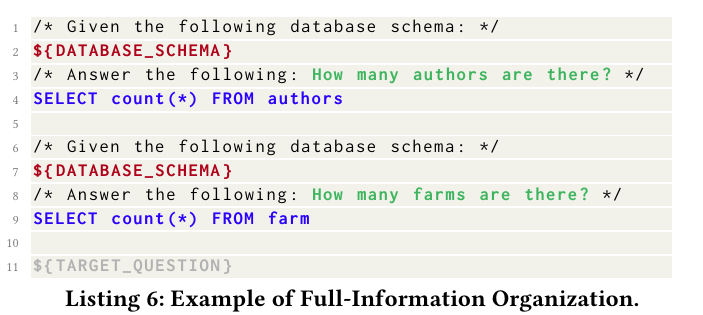 1 /* Given the following database schema: */
2 ${DATABASE_SCHEMA}
3 /* Answer the following: How many authors are there? */
4 SELECT count(*) FROM authors
5
6 /* Given the following database schema: */
7 ${DATABASE_SCHEMA}
8 /* Answer the following: How many farms are there? */
9 SELECT count(*) FROM farm
10
11 ${TARGET_QUESTION}
Listing 6: Example of Full-Information Organization.